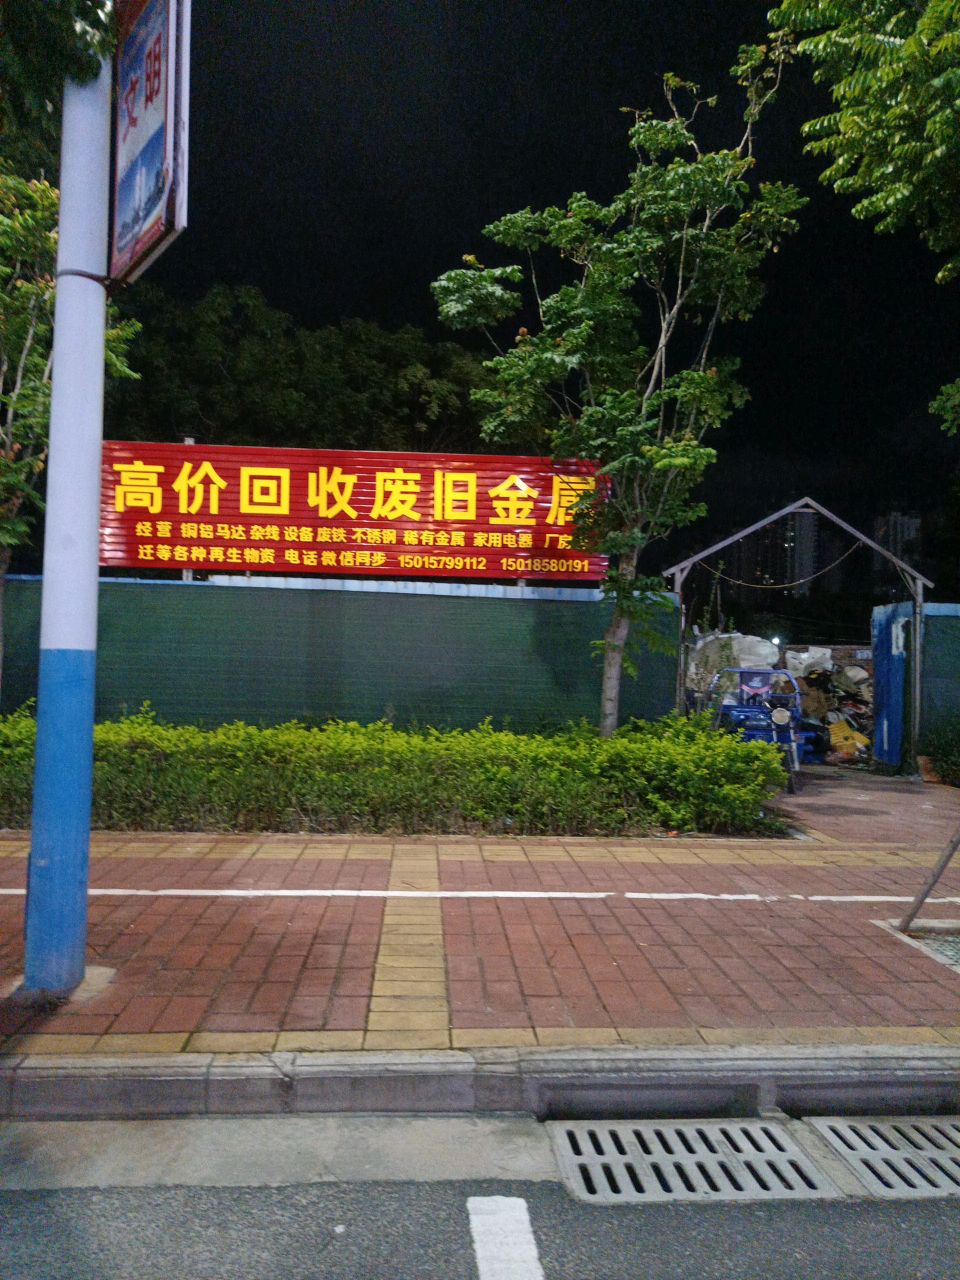 文明
高价回收废旧金属
经营 铜铝马达杂线设备废铁 不锈钢 稀有金属 家用电器 厂房
迁等各种再生物资 电话微信同步 15015799112 15018580191